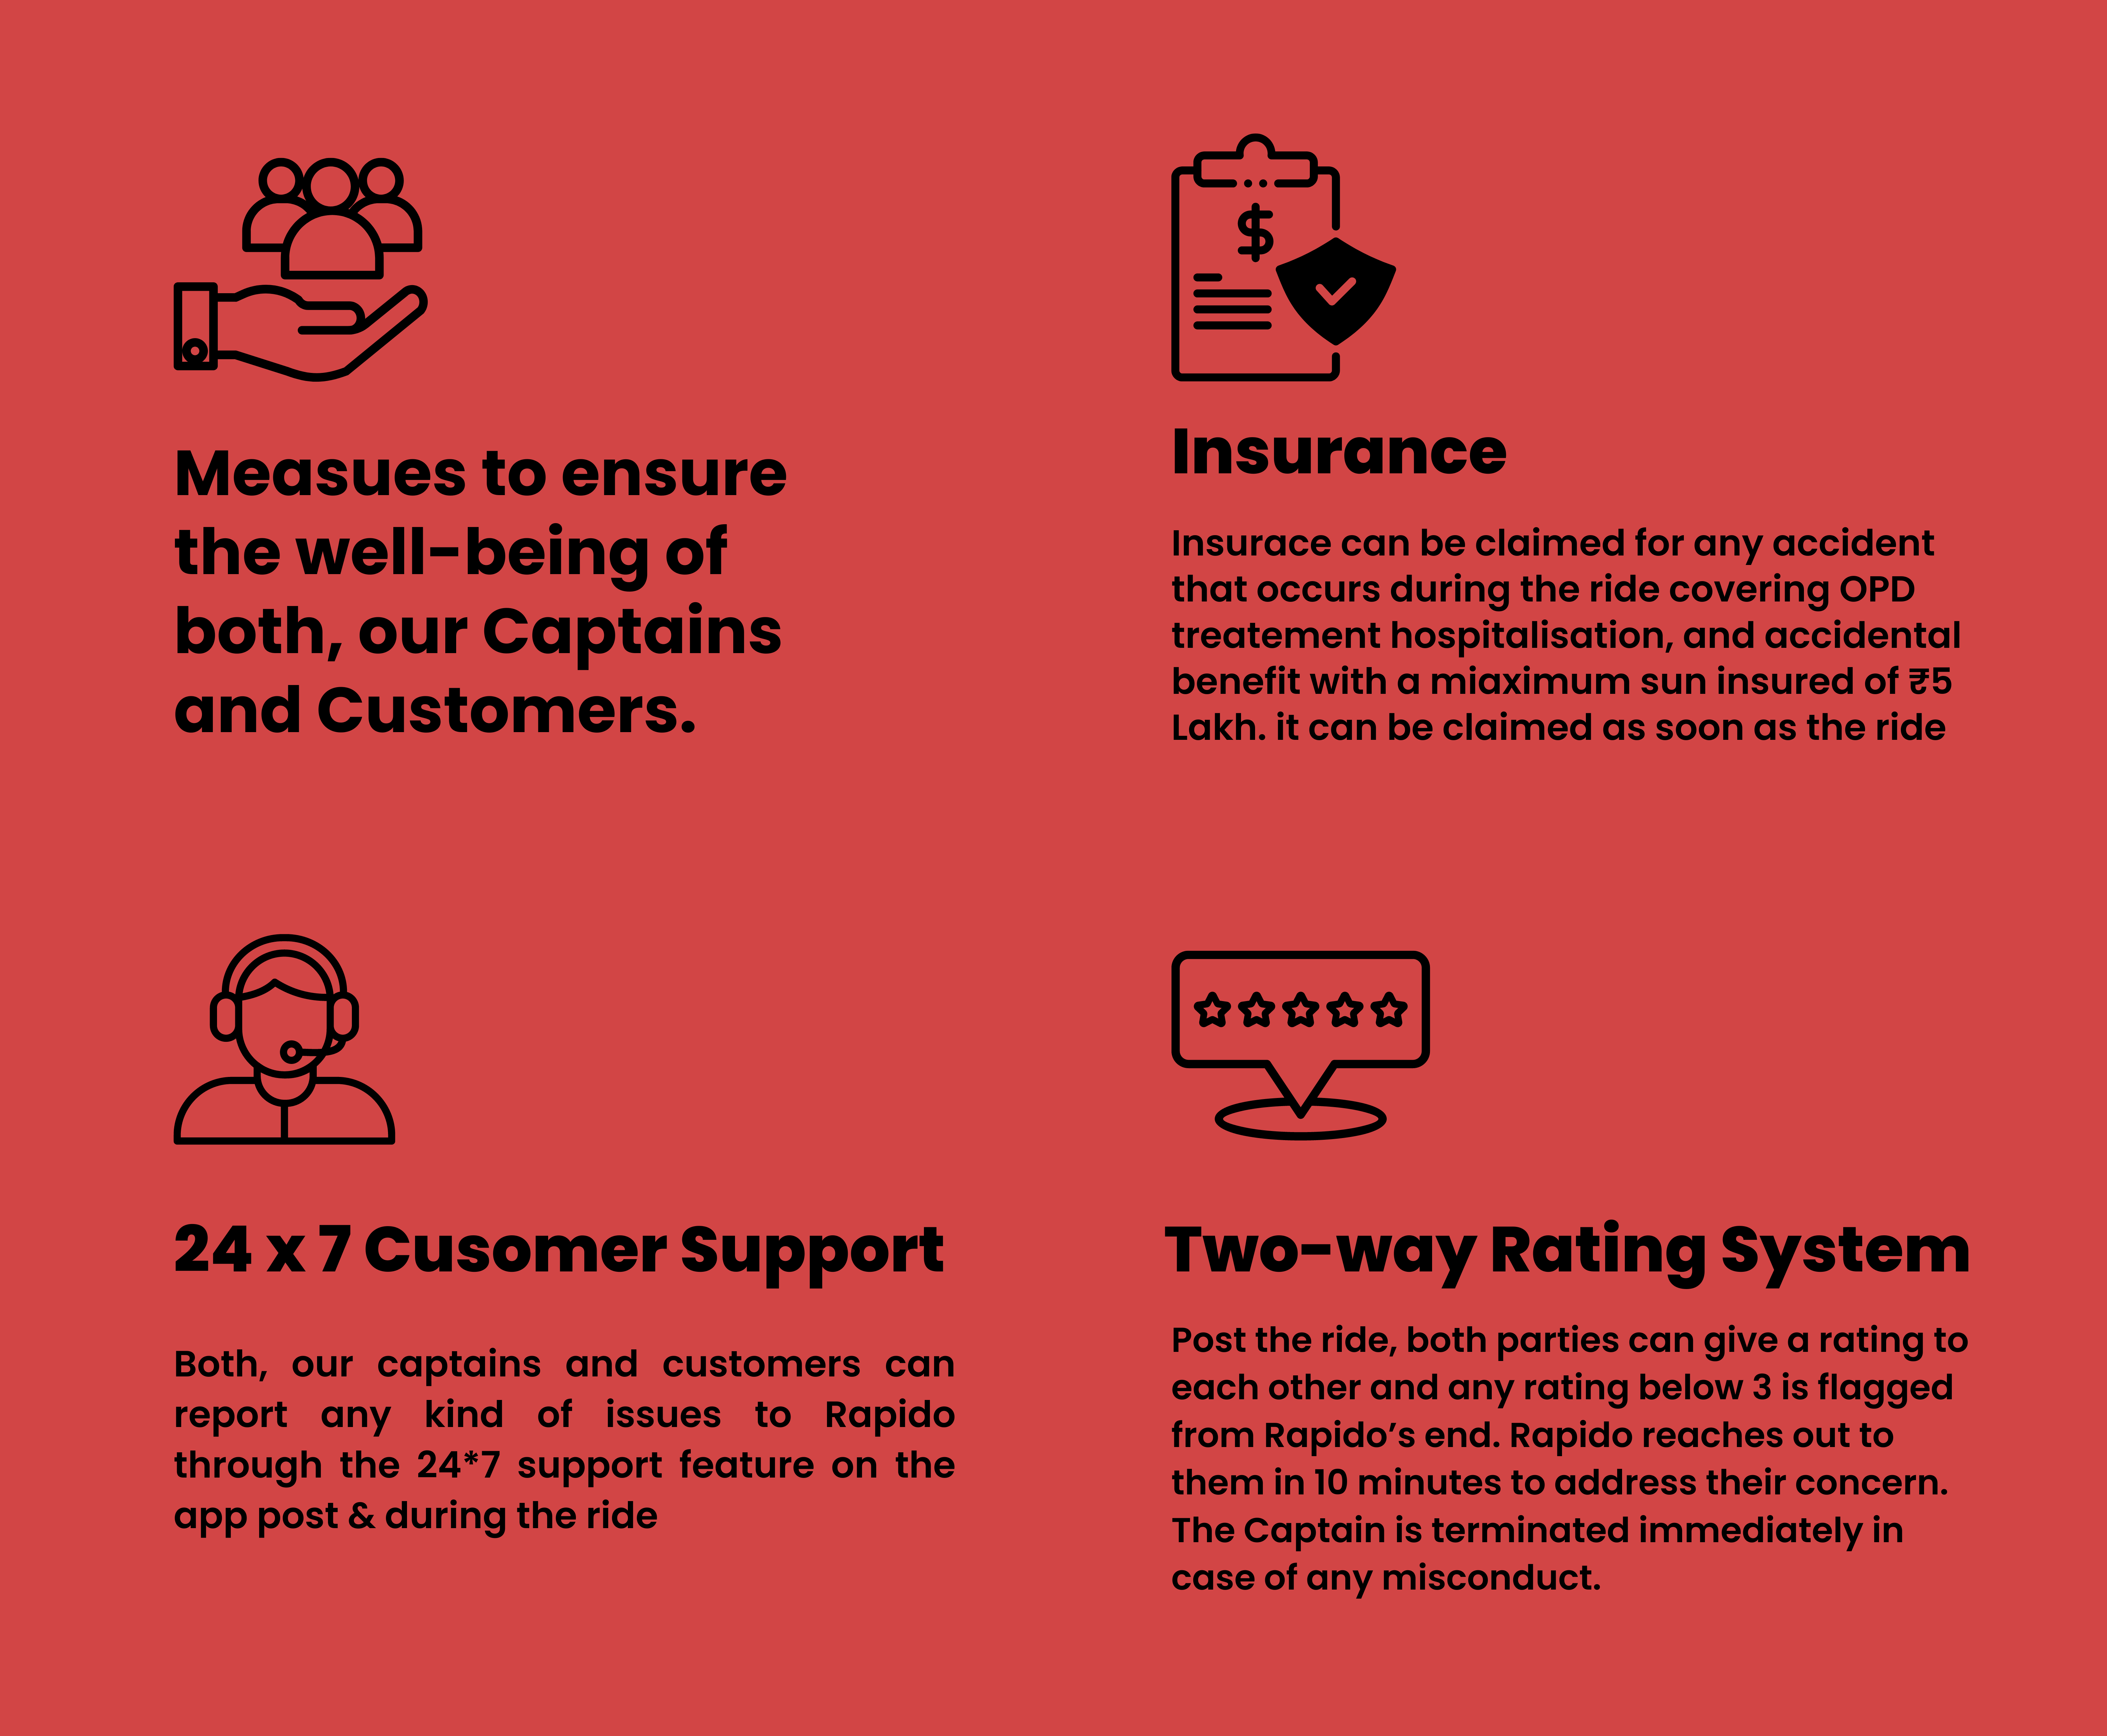 Measues to ensure
the well-being of
both, our Captains
and Customers.
$
Insurance
Insurace can be claimed for any accident
that occurs during the ride covering OPD
treatement hospitalisation, and accidental
benefit with a miaximum sun insured of ₹5
Lakh. it can be claimed as soon as the ride
24 x 7 Cusomer Support
Both, our captains and customers can
report any kind of issues to Rapido
through the 24*7 support feature on the
app post & during the ride
Two-way Rating System
Post the ride, both parties can give a rating to
each other and any rating below 3 is flagged
from Rapido’s end. Rapido reaches out to
them in 10 minutes to address their concern.
The Captain is terminated immediately in
case of any misconduct.